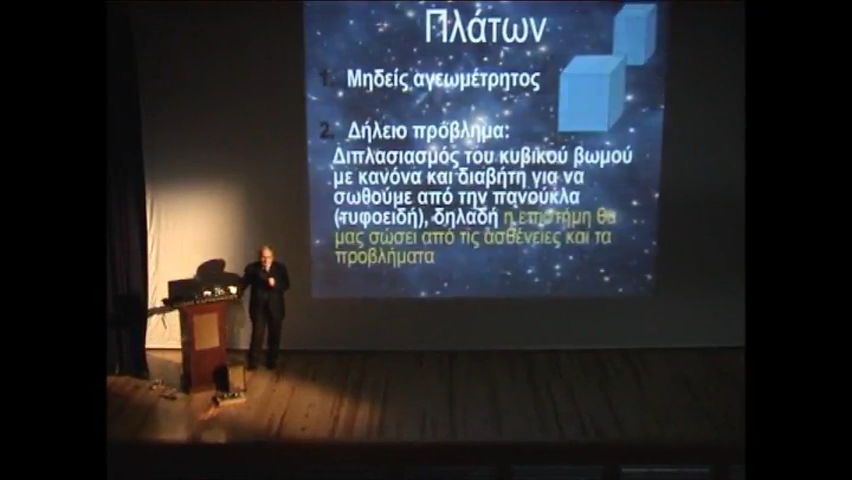 Πλάτων
1. Μηδείς αγεωμέτρητος
2. Δήλειο πρόβλημα:
Διπλασιασμός του κυβικού βωμού
με κανόνα και διαβήτη για να
σωθούμε από την πανούκλα
(τυφοειδή), δηλαδή η επιστήμη θα
μας σώσει από τις ασθένειες και τα
προβλήματα